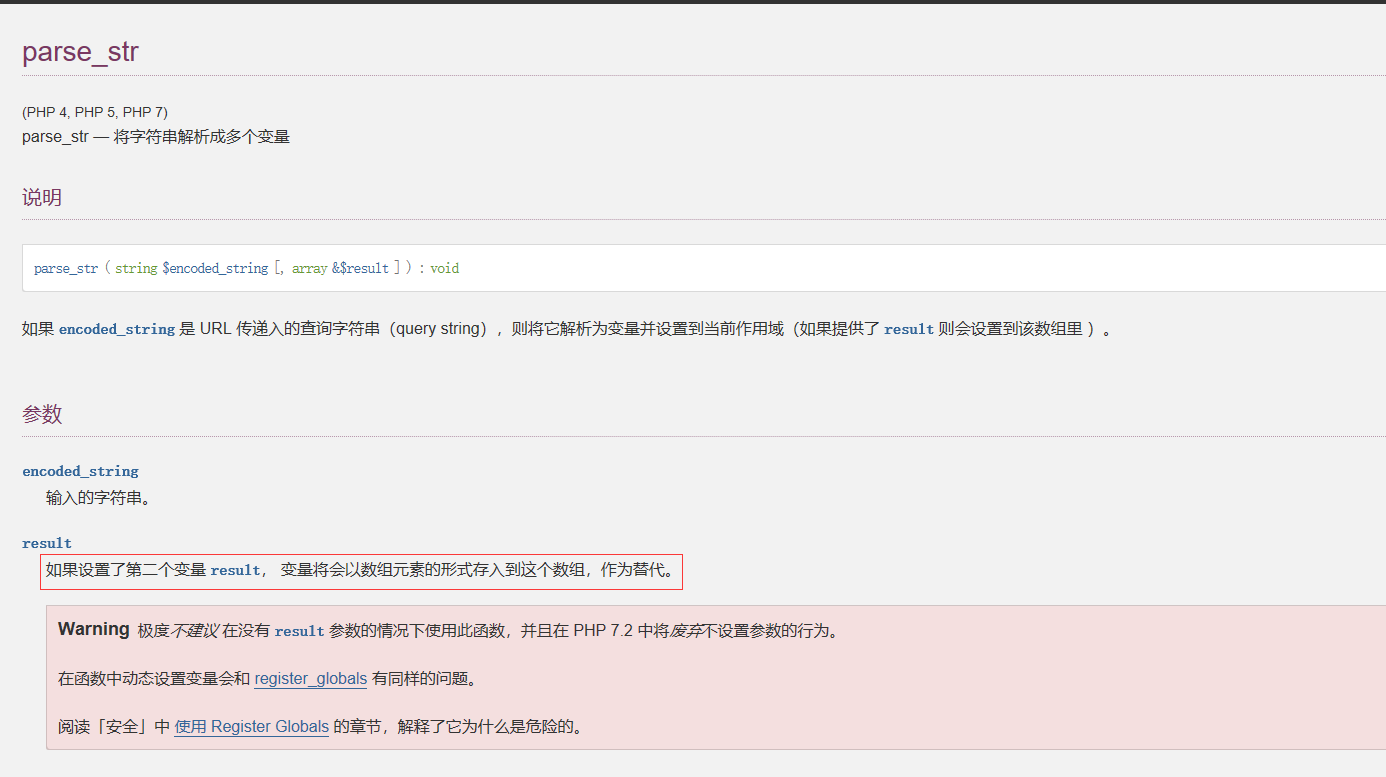 parse_str
(PHP 4, PHP 5, PHP 7)
parse_str — 将字符串解析成多个变量
说明
parse_str ( string $encoded_string [, array &$result ] ) : void
如果 encoded_string 是 URL 传递入的查询字符串（query string），则将它解析为变量并设置到当前作用域（如果提供了 result 则会设置到该数组里 ）。
参数
encoded_string
输入的字符串。
result
如果设置了第二个变量 result， 变量将会以数组元素的形式存入到这个数组，作为替代。
Warning 极度不建议 在没有 result 参数的情况下使用此函数，并且在 PHP 7.2 中将废弃不设置参数的行为。
在函数中动态设置变量会和 register_globals 有同样的问题。
阅读「安全」中 使用 Register Globals 的章节，解释了它为什么是危险的。